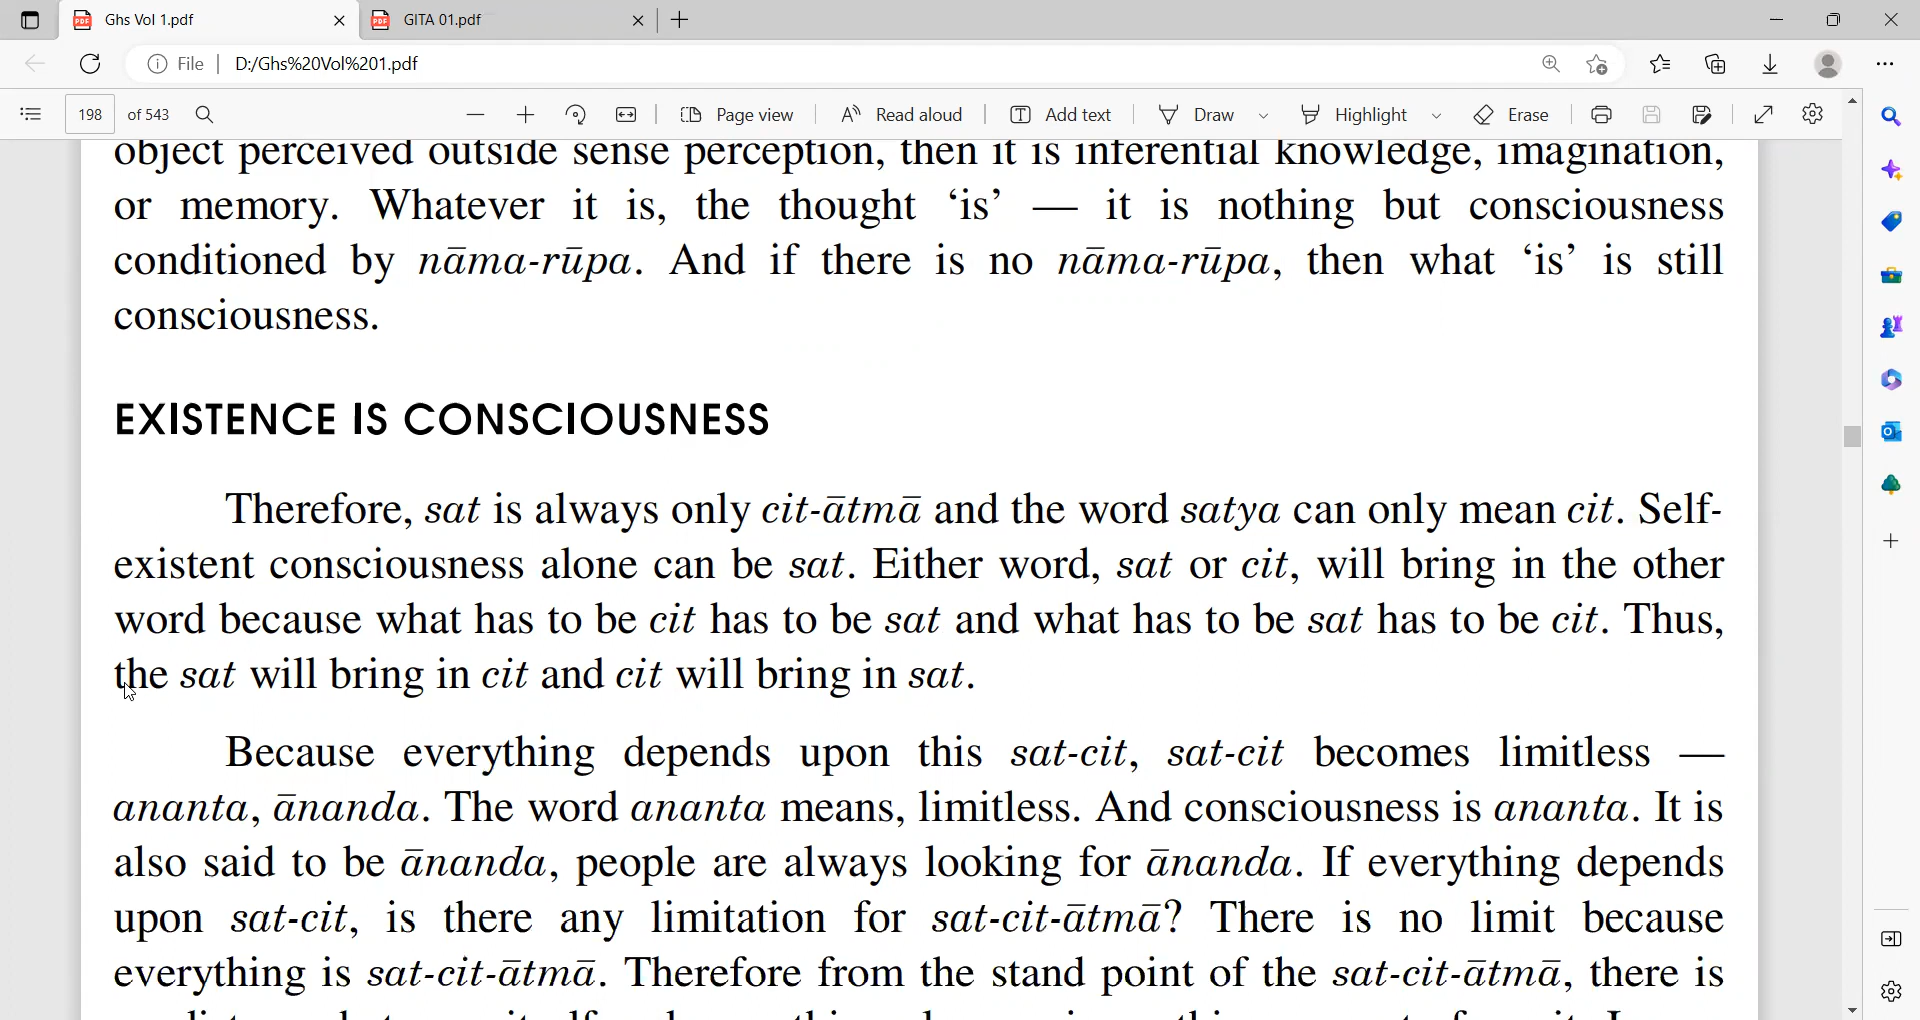 Ghs Vol 1.pdf
GITA 01.pdf
File
D:/Ghs%20Vol%201.pdf
198 of 543
Page view
Read aloud
Add text
Draw
Highlight
Erase
object perceived outside sense perception, then it is inferential knowledge, imagination,
or memory. Whatever it is, the thought ‘is’ — it is nothing but consciousness
conditioned by nāma-rūpa. And if there is no nāma-rūpa, then what ‘is’ is still
consciousness.
EXISTENCE IS CONSCIOUSNESS
Therefore, sat is always only cit-ātmā and the word satya can only mean cit. Self-
existent consciousness alone can be sat. Either word, sat or cit, will bring in the other
word because what has to be cit has to be sat and what has to be sat has to be cit. Thus,
the sat will bring in cit and cit will bring in sat.
Because everything depends upon this sat-cit, sat-cit becomes limitless —
ananta, ānanda. The word ananta means, limitless. And consciousness is ananta. It is
also said to be ānanda, people are always looking for ānanda. If everything depends
upon sat-cit, is there any limitation for sat-cit-ātmā? There is no limit because
everything is sat-cit-ātmā. Therefore from the stand point of the sat-cit-ātmā, there is